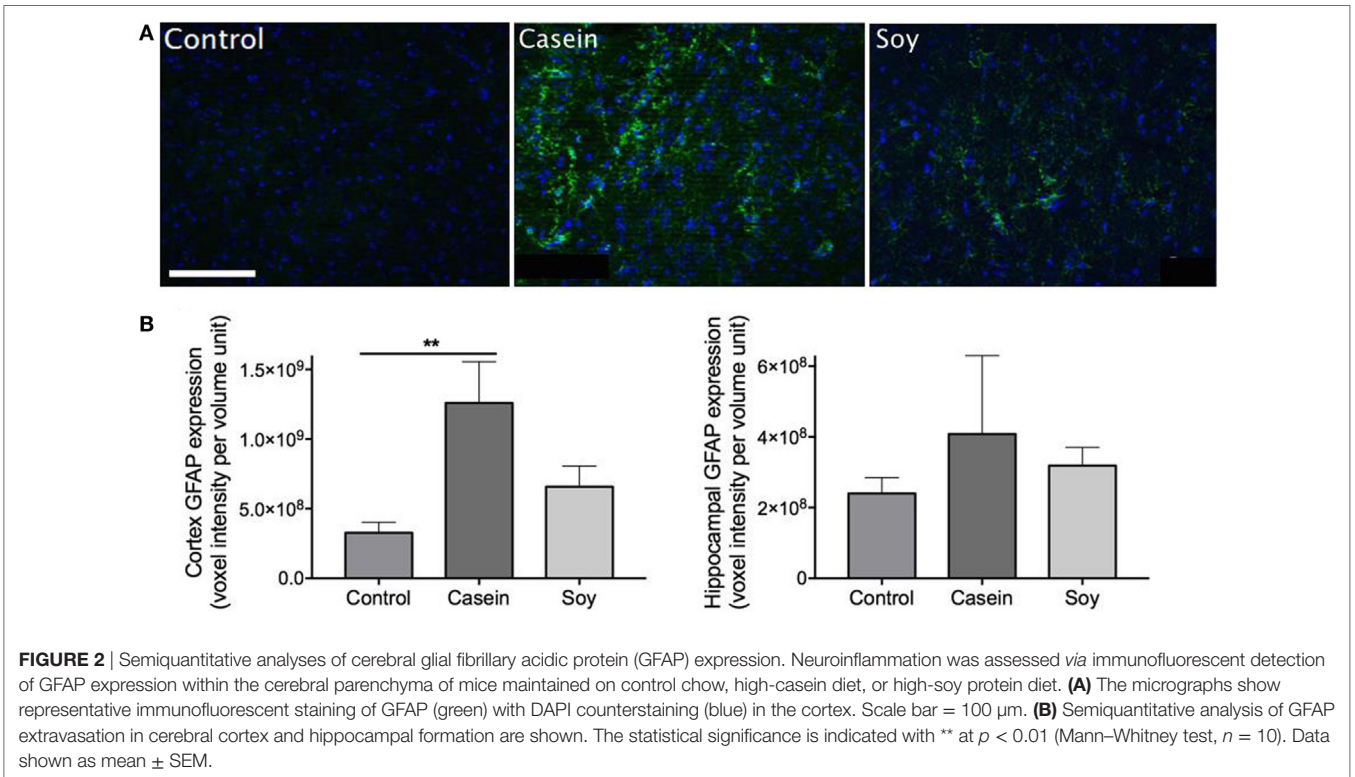 A
Control
Casein
Soy
B
Cortex GFAP expression
(voxel intensity per volume unit)
1.5×10⁹
1.0×10⁹
5.0×10⁸
0.0
**
Control
Casein
Soy
Hippocampal GFAP expression
(voxel intensity per volume unit)
6×10⁸
4×10⁸
2×10⁸
0
Control
Casein
Soy
FIGURE 2 | Semiquantitative analyses of cerebral glial fibrillary acidic protein (GFAP) expression. Neuroinflammation was assessed via immunofluorescent detection
of GFAP expression within the cerebral parenchyma of mice maintained on control chow, high-casein diet, or high-soy protein diet. (A) The micrographs show
representative immunofluorescent staining of GFAP (green) with DAPI counterstaining (blue) in the cortex. Scale bar = 100 µm. (B) Semiquantitative analysis of GFAP
extravasation in cerebral cortex and hippocampal formation are shown. The statistical significance is indicated with ** at p < 0.01 (Mann–Whitney test, n = 10). Data
shown as mean ± SEM.